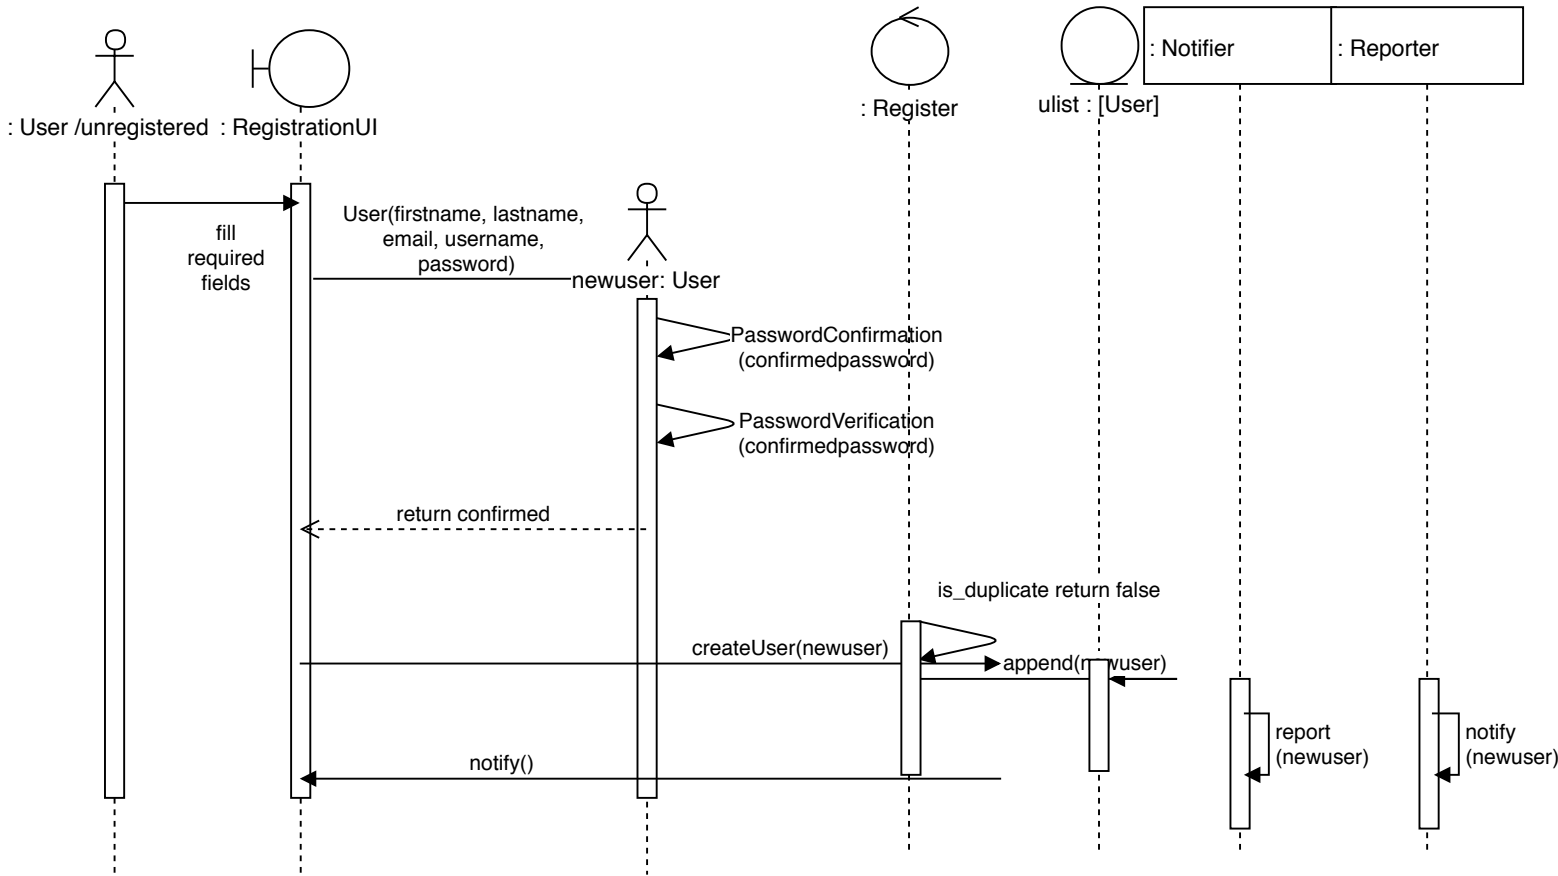 : User /unregistered
: RegistrationUI
: Register
ulist : [User]
: Notifier
: Reporter
fill
required
fields
User(firstname, lastname,
email, username,
password)
newuser: User
PasswordConfirmation
(confirmedpassword)
PasswordVerification
(confirmedpassword)
return confirmed
is_duplicate return false
createUser(newuser)
append(newuser)
report
(newuser)
notify
(newuser)
notify()